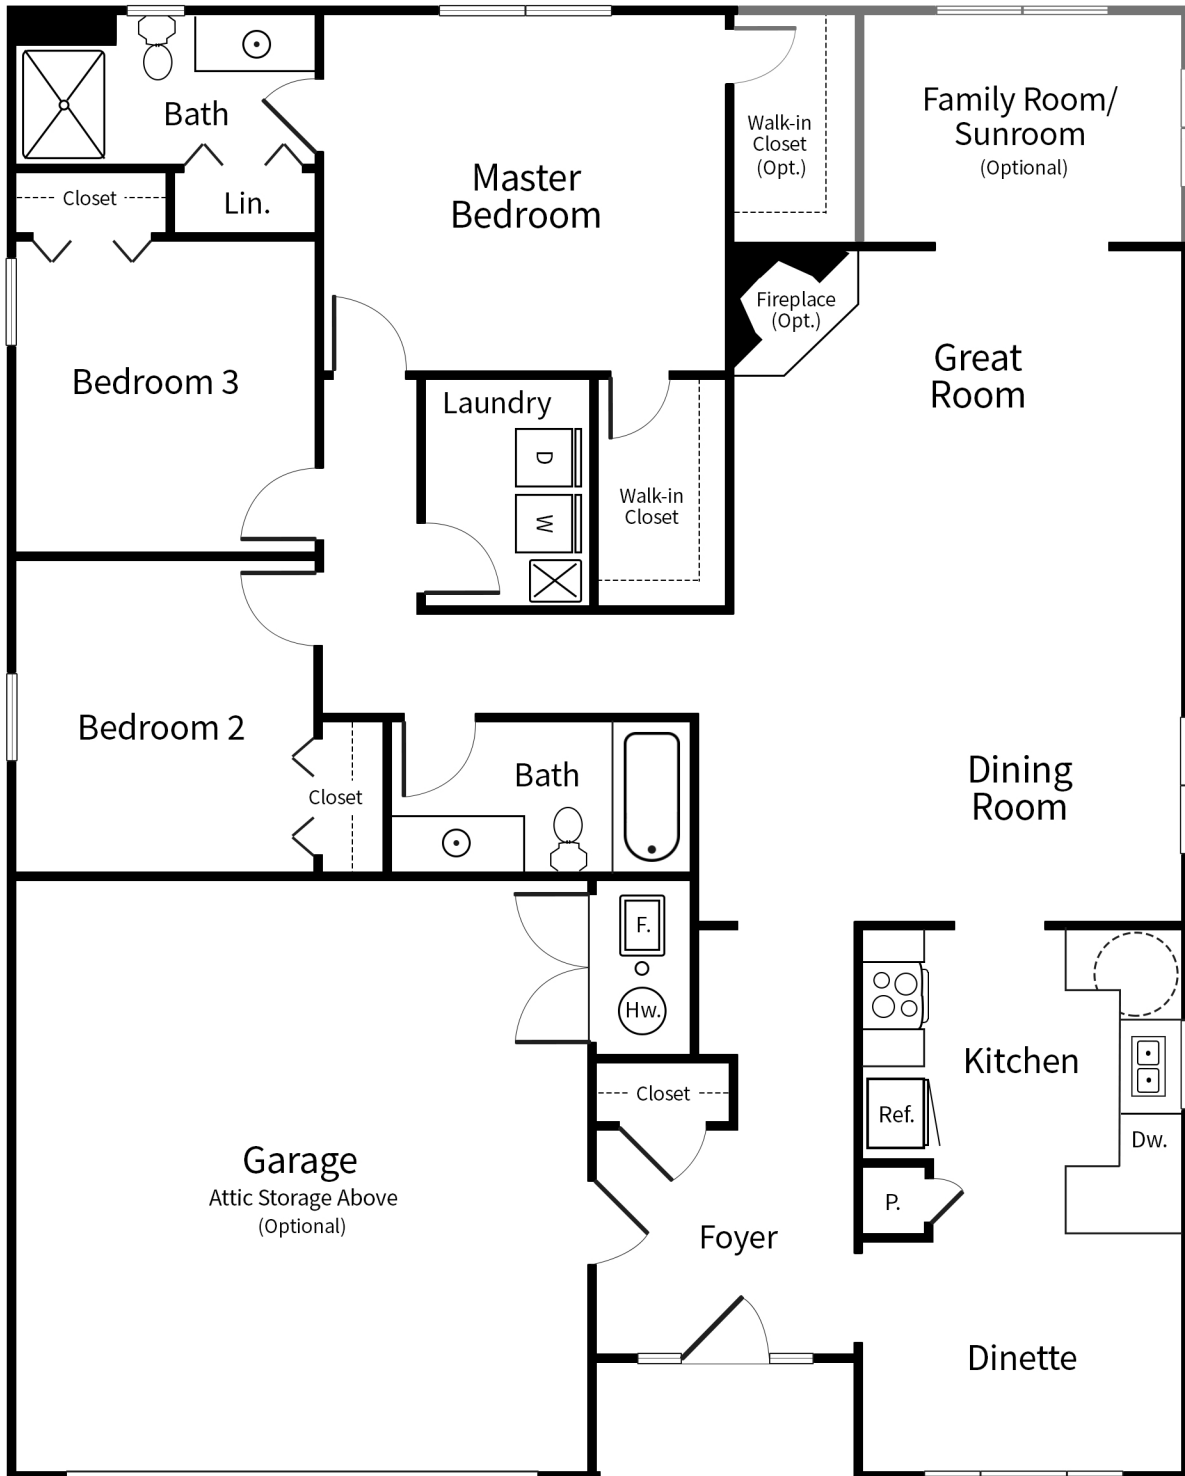 Bath
Closet
Lin.
Master
Bedroom
Walk-in
Closet
(Opt.)
Family Room/
Sunroom
(Optional)
Fireplace
(Opt.)
Great
Room
Bedroom 3
Laundry
D
W
Walk-in
Closet
Bedroom 2
Closet
Bath
Dining
Room
F.
Hw.
Closet
Kitchen
Ref.
Dw.
P.
Garage
Attic Storage Above
(Optional)
Foyer
Dinette